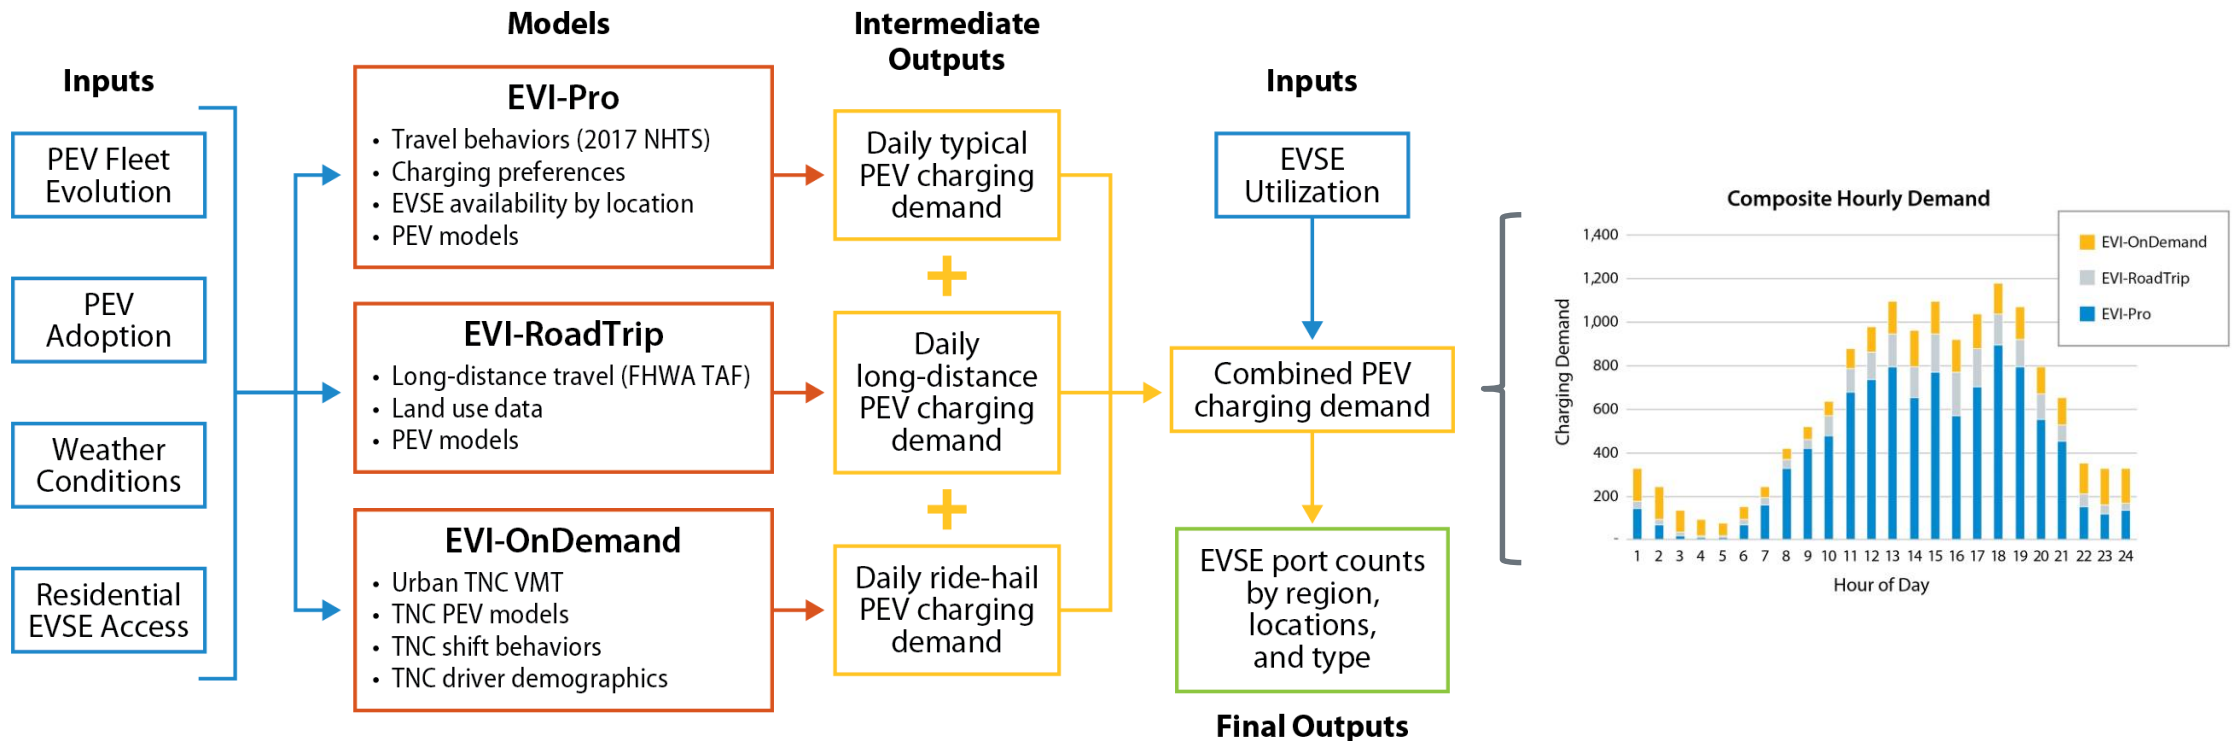 Inputs
PEV Fleet
Evolution
PEV
Adoption
Weather
Conditions
Residential
EVSE Access
Models
EVI-Pro
• Travel behaviors (2017 NHTS)
• Charging preferences
• EVSE availability by location
• PEV models
EVI-RoadTrip
• Long-distance travel (FHWA TAF)
• Land use data
• PEV models
EVI-OnDemand
• Urban TNC VMT
• TNC PEV models
• TNC shift behaviors
• TNC driver demographics
Intermediate
Outputs
Daily typical
PEV charging
demand
+
Daily
long-distance
PEV charging
demand
+
Daily ride-hail
PEV charging
demand
Inputs
EVSE
Utilization
Combined PEV
charging demand
EVSE port counts
by region,
locations,
and type
Final Outputs
Composite Hourly Demand
EVI-OnDemand
EVI-RoadTrip
EVI-Pro
Charging Demand
1,400
1,200
1,000
800
600
400
200
-
1 2 3 4 5 6 7 8 9 10 11 12 13 14 15 16 17 18 19 20 21 22 23 24
Hour of Day